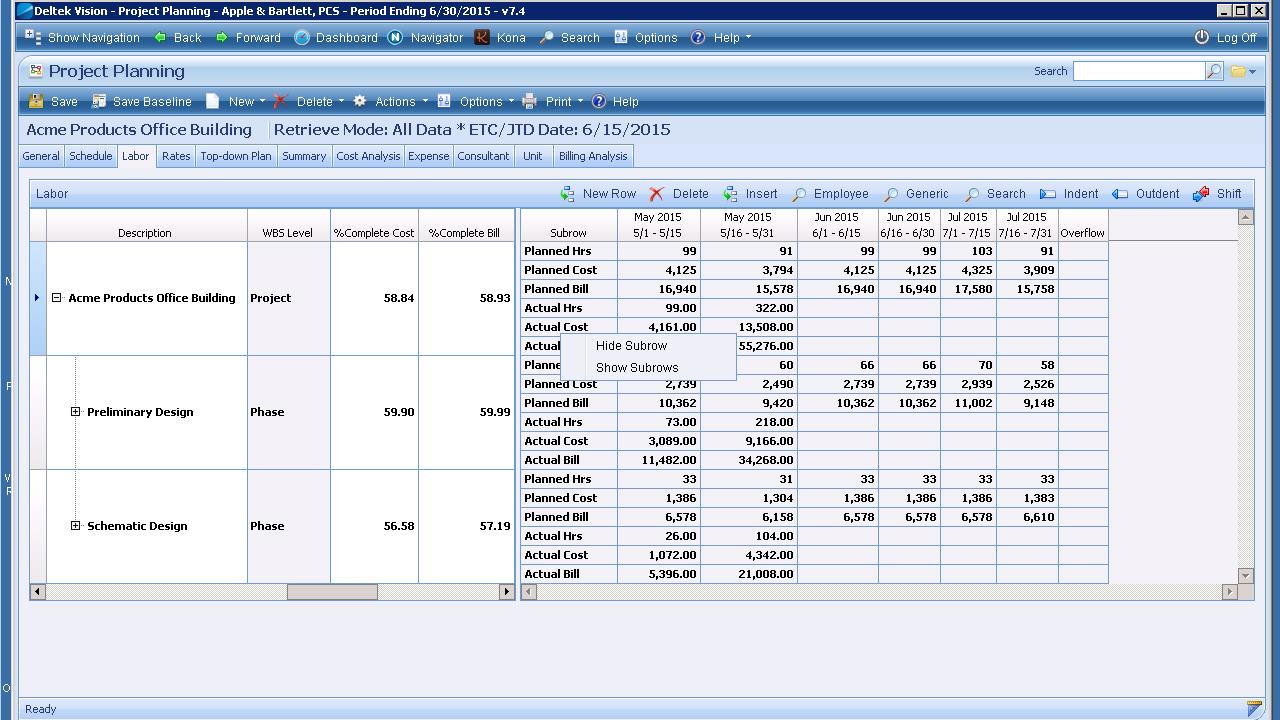 Deltek Vision - Project Planning - Apple & Bartlett, PCS - Period Ending 6/30/2015 - v7.4
Show Navigation Back Forward Dashboard Navigator Kona Search Options Help Log Off
Project Planning Search
Save Save Baseline New Delete Actions Options Print Help
Acme Products Office Building Retrieve Mode: All Data * ETC/JTD Date: 6/15/2015
General Schedule Labor Rates Top-down Plan Summary Cost Analysis Expense Consultant Unit Billing Analysis
Labor New Row Delete Insert Employee Generic Search Indent Outdent Shift
May 2015 May 2015 Jun 2015 Jun 2015 Jul 2015 Jul 2015
Description WBS Level %Complete Cost %Complete Bill Subrow 5/1 - 5/15 5/16 - 5/31 6/1 - 6/15 6/16 - 6/30 7/1 - 7/15 7/16 - 7/31 Overflow
Planned Hrs 99 91 99 99 103 91
Planned Cost 4,125 3,794 4,125 4,125 4,325 3,909
Planned Bill 16,940 15,578 16,940 16,940 17,580 15,758
Acme Products Office Building Project 58.84 58.93
Actual Hrs 99.00 322.00
Actual Cost 4,161.00 13,508.00
Actual 55,276.00
Hide Subrow
Show Subrows
60 66 66 70 58
Planned Cost 2,739 2,490 2,739 2,739 2,939 2,526
Planned Bill 10,362 9,420 10,362 10,362 11,002 9,148
Preliminary Design Phase 59.90 59.99
Actual Hrs 73.00 218.00
Actual Cost 3,089.00 9,166.00
Actual Bill 11,482.00 34,268.00
Planned Hrs 33 31 33 33 33 33
Planned Cost 1,386 1,304 1,386 1,386 1,386 1,383
Planned Bill 6,578 6,158 6,578 6,578 6,578 6,610
Schematic Design Phase 56.58 57.19
Actual Hrs 26.00 104.00
Actual Cost 1,072.00 4,342.00
Actual Bill 5,396.00 21,008.00
Ready